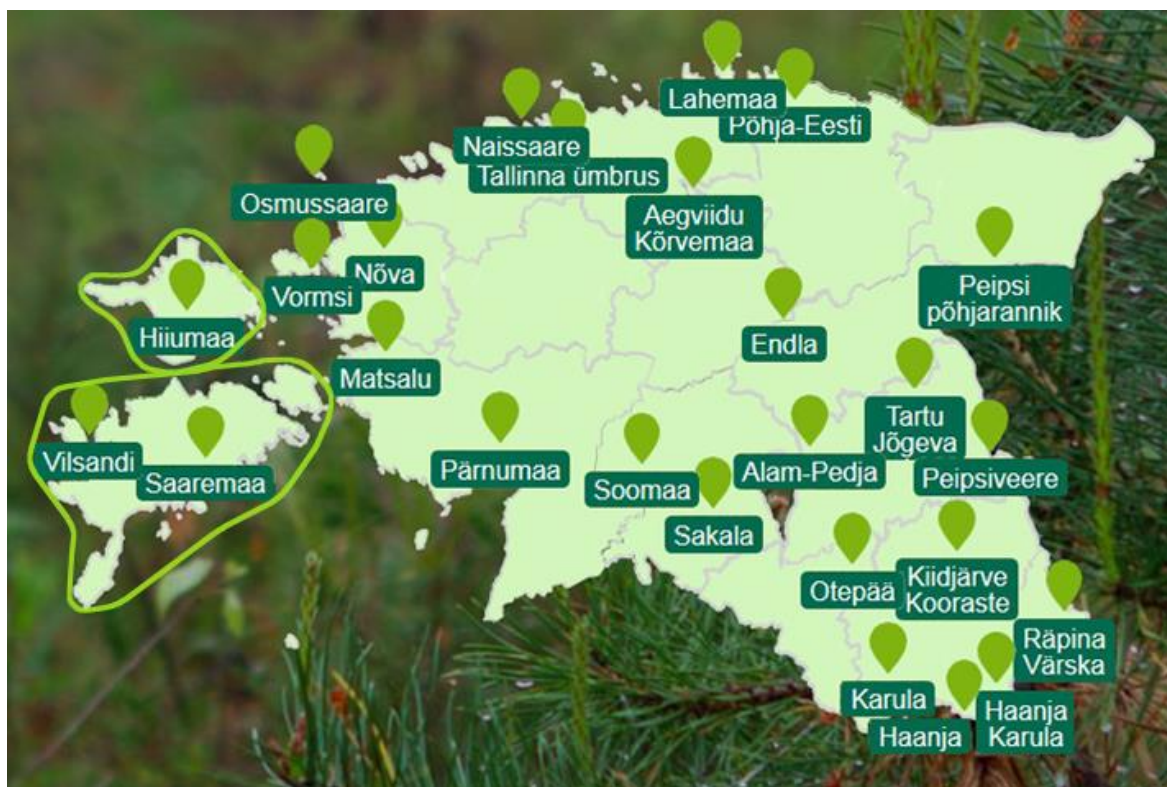 Lahemaa
Põhja-Eesti
Naissaare
Tallinna ümbrus
Osmussaare
Aegviidu
Kõrvemaa
Nõva
Vormsi
Peipsi
põhjarannik
Hiiumaa
Endla
Matsalu
Tartu
Jõgeva
Vilsandi
Saaremaa
Pärnumaa
Soomaa
Alam-Pedja
Peipsiveere
Sakala
Otepää
Kiidjärve
Kooraste
Räpina
Värska
Karula
Haanja
Haanja
Karula